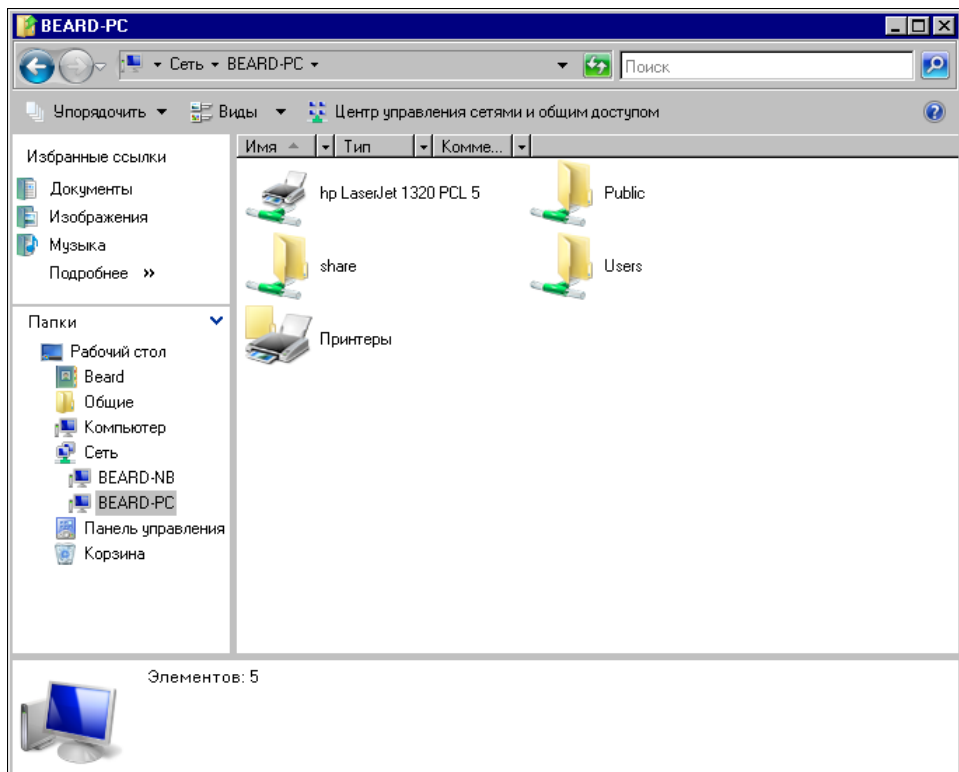 BEARD-PC
Сеть BEARD-PC
Поиск
Упорядочить Виды Центр управления сетями и общим доступом
Избранные ссылки
Документы
Изображения
Музыка
Подробнее »
Папки
Рабочий стол
Beard
Общие
Компьютер
Сеть
BEARD-NB
BEARD-PC
Панель управления
Корзина
Имя Тип Комме...
hp LaserJet 1320 PCL 5
Public
share
Users
Принтеры
Элементов: 5